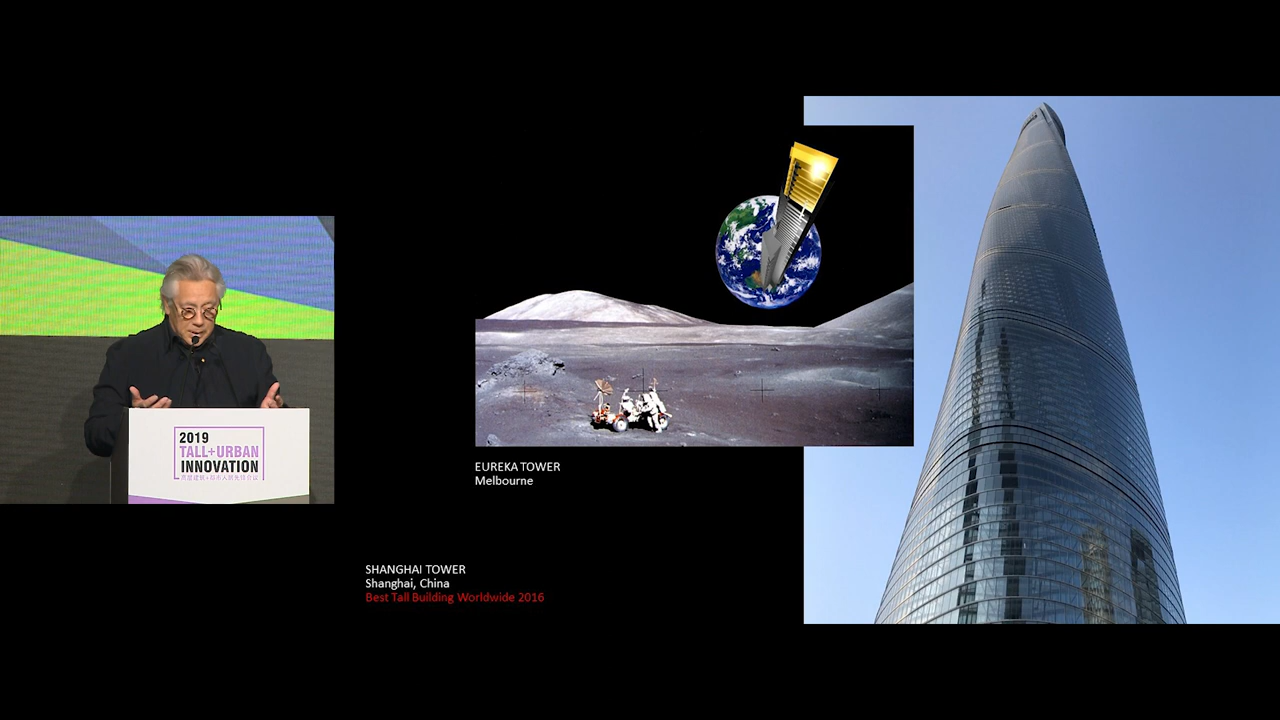 2019
TALL+URBAN
INNOVATION
EUREKA TOWER
Melbourne
SHANGHAI TOWER
Shanghai, China
Best Tall Building Worldwide 2016